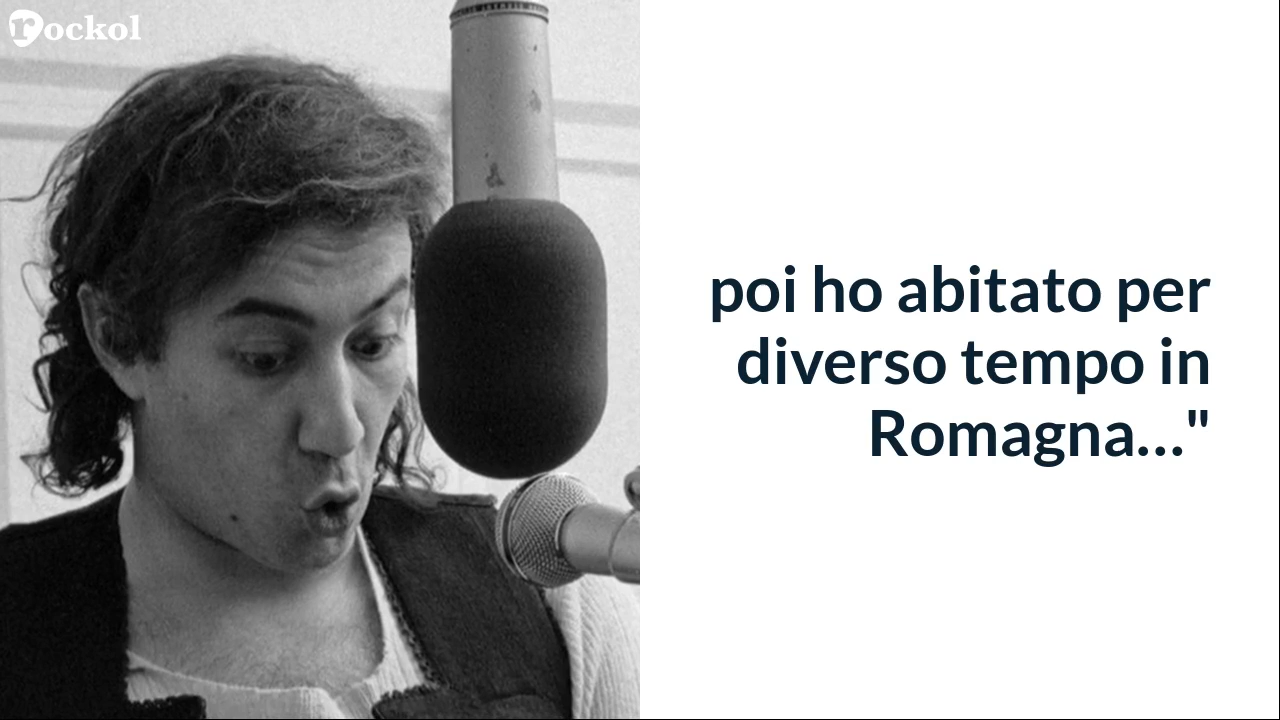 rockol
poi ho abitato per
diverso tempo in
Romagna..."